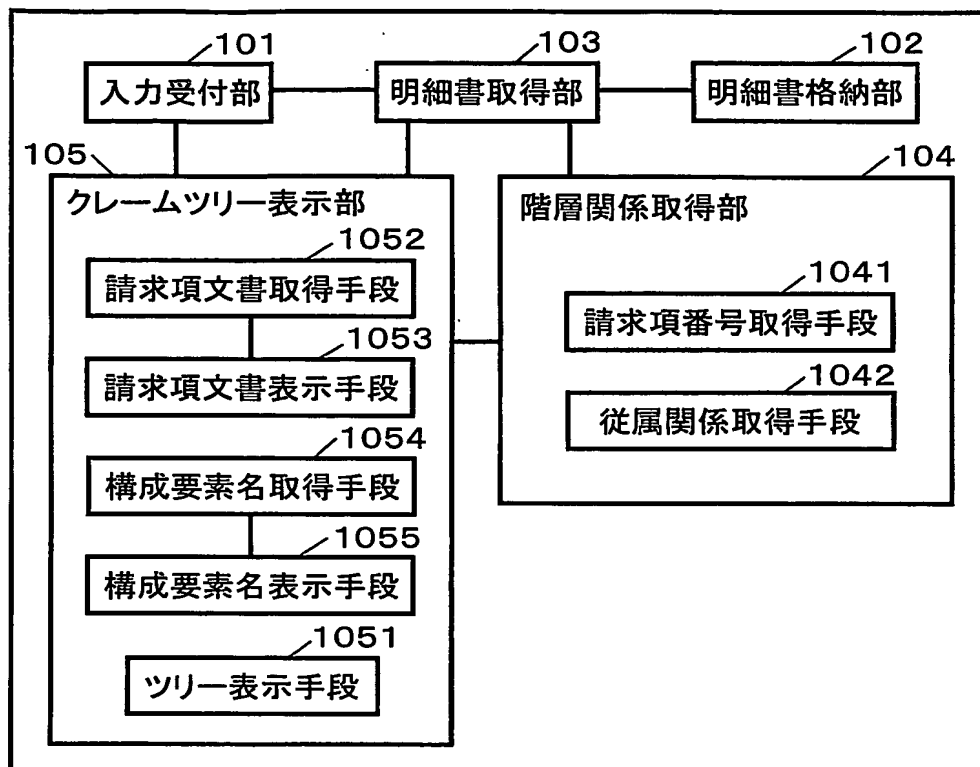 101
103
102
入力受付部
明細書取得部
明細書格納部
105
104
クレームツリー表示部
階層関係取得部
1052
請求項文書取得手段
1053
請求項文書表示手段
1054
構成要素名取得手段
1055
構成要素名表示手段
1051
ツリー表示手段
1041
請求項番号取得手段
1042
従属関係取得手段